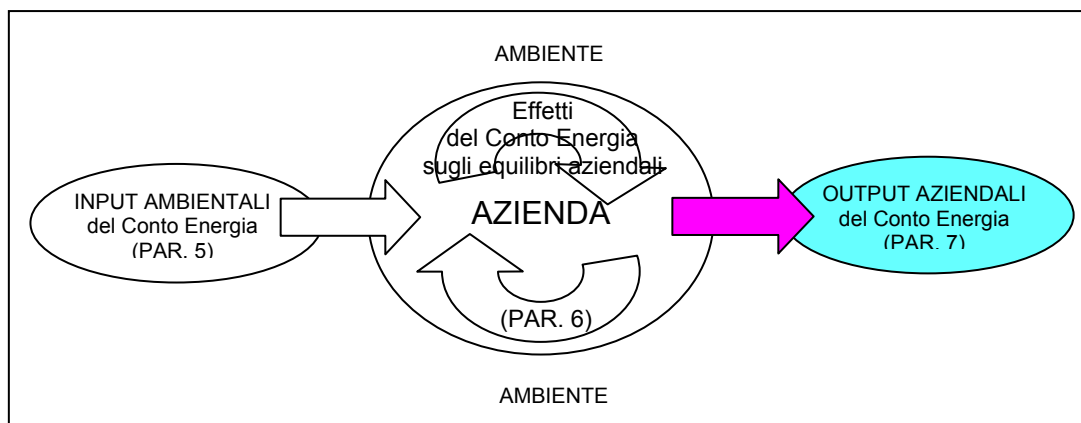 AMBIENTE
Effetti
del Conto Energia
sugli equilibri aziendali
INPUT AMBIENTALI
del Conto Energia
(PAR. 5)
AZIENDA
OUTPUT AZIENDALI
del Conto Energia
(PAR. 7)
(PAR. 6)
AMBIENTE